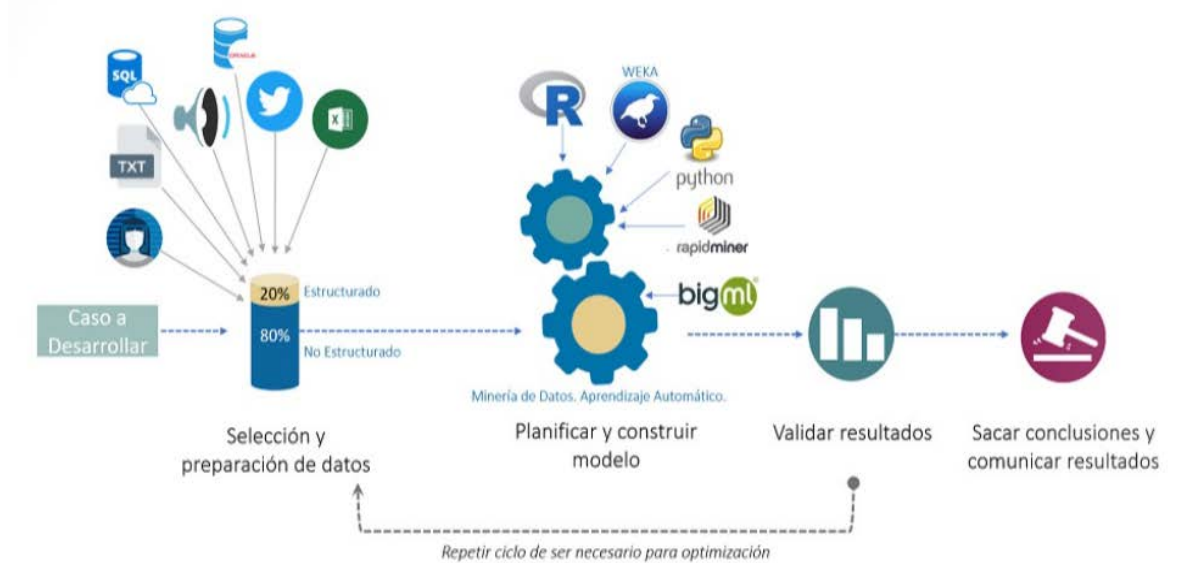 ORACLE
SQL
TXT
X
WEKA
R
python
rapidminer
bigml
20%
Estructurado
80%
No Estructurado
Caso a
Desarrollar
Minería de Datos. Aprendizaje Automático.
Selección y
preparación de datos
Planificar y construir
modelo
Validar resultados
Sacar conclusiones y
comunicar resultados
Repetir ciclo de ser necesario para optimización